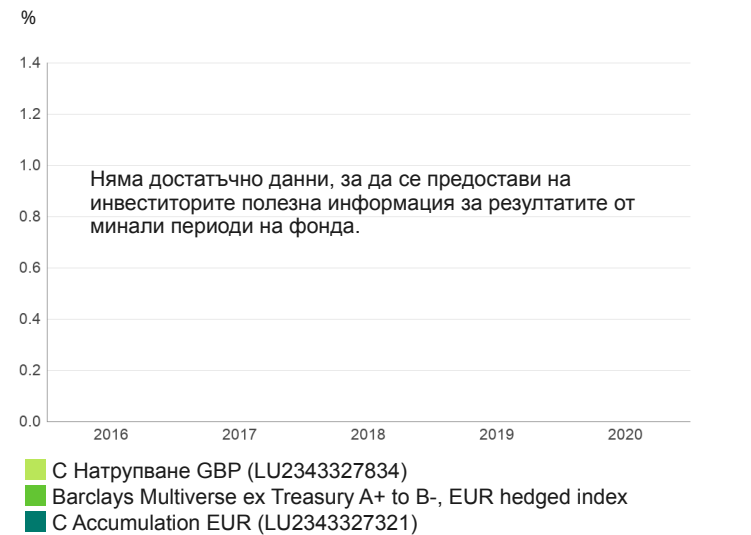 %
1.4
1.2
1.0
Няма достатъчно данни, за да се предостави на
инвеститорите полезна информация за резултатите от
минали периоди на фонда.
0.8
0.6
0.4
0.2
0.0
2016 2017 2018 2019 2020
C Натрупване GBP (LU2343327834)
Barclays Multiverse ex Treasury A+ to B-, EUR hedged index
C Accumulation EUR (LU2343327321)